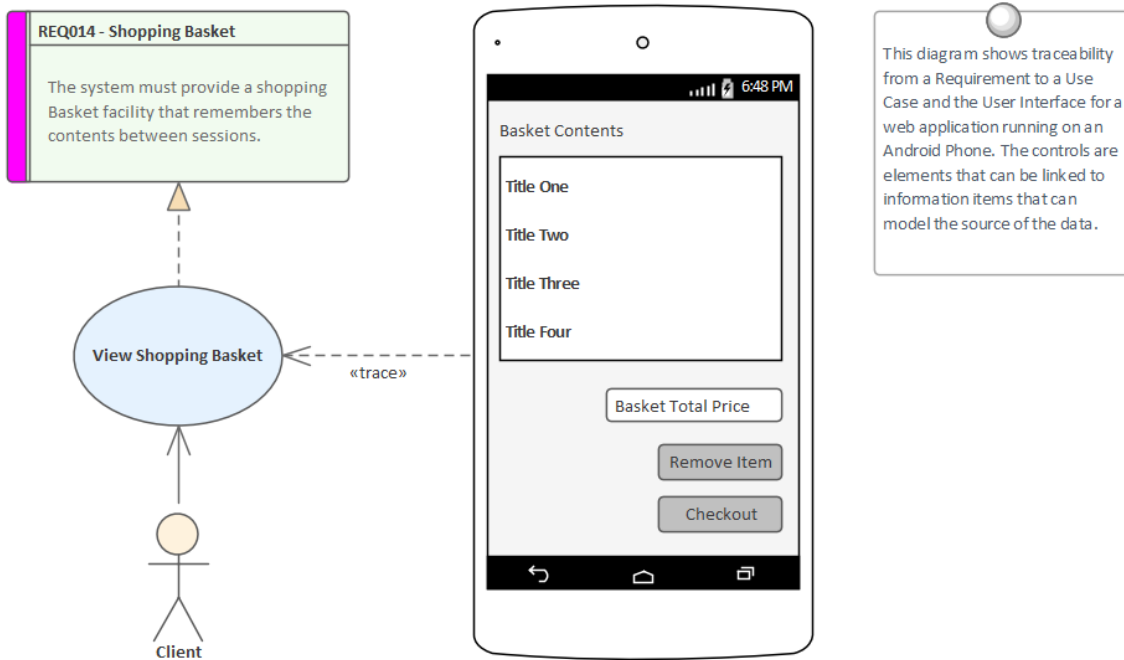 REQ014 - Shopping Basket
The system must provide a shopping
Basket facility that remembers the
contents between sessions.
View Shopping Basket
«trace»
Client
6:48 PM
Basket Contents
Title One
Title Two
Title Three
Title Four
Basket Total Price
Remove Item
Checkout
This diagram shows traceability
from a Requirement to a Use
Case and the User Interface for a
web application running on an
Android Phone. The controls are
elements that can be linked to
information items that can
model the source of the data.